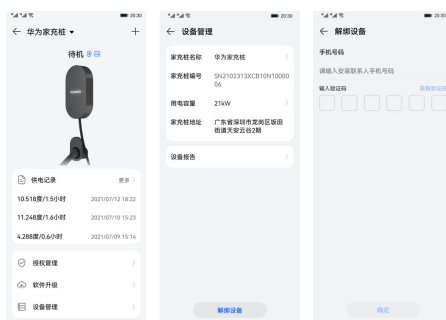 20:30
华为家充桩
待机
供电记录
更多
10.518度/1.5小时
2021/07/12 18:22
11.248度/1.6小时
2021/07/10 15:23
4.288度/0.6小时
2021/07/09 15:14
授权管理
软件升级
设备管理
20:30
设备管理
家充桩名称
华为家充桩
家充桩编号
SN2102313XCB10N10000
06
用电容量
21kW
家充桩地址
广东省深圳市龙岗区坂田
街道天安云谷2期
设备报告
解绑设备
20:30
解绑设备
手机号码
请输入安装联系人手机号码
输入验证码
获取验证码
确定